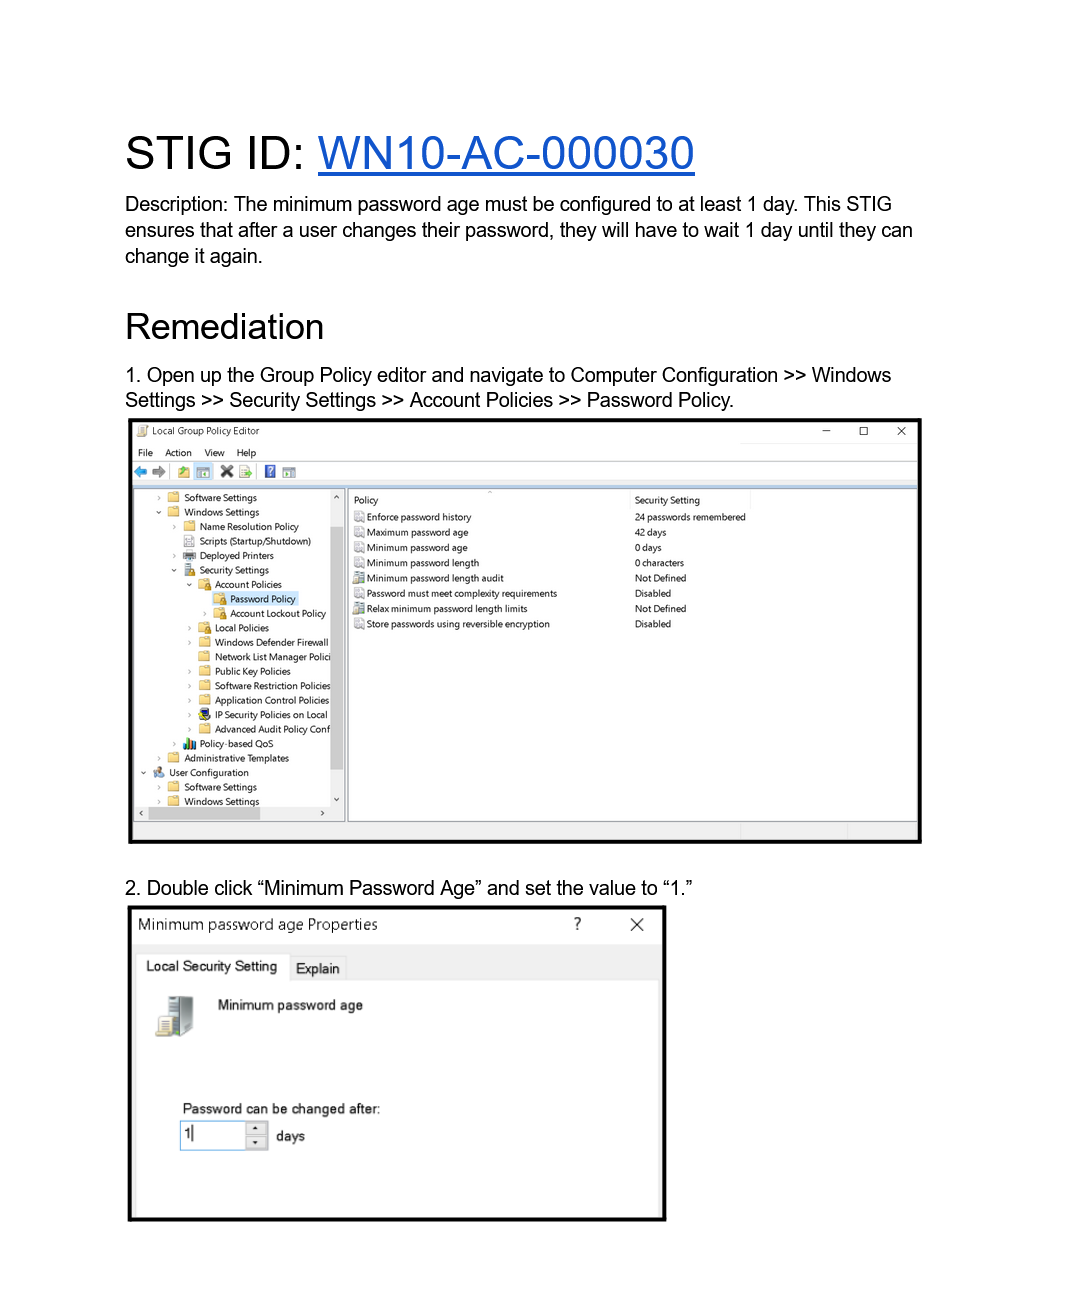 STIG ID: WN10-AC-000030
Description: The minimum password age must be configured to at least 1 day. This STIG
ensures that after a user changes their password, they will have to wait 1 day until they can
change it again.
Remediation
1. Open up the Group Policy editor and navigate to Computer Configuration >> Windows
Settings >> Security Settings >> Account Policies >> Password Policy.
Local Group Policy Editor
File Action View Help
Software Settings
Windows Settings
Name Resolution Policy
Scripts (Startup/Shutdown)
Deployed Printers
Security Settings
Account Policies
Password Policy
Account Lockout Policy
Local Policies
Windows Defender Firewall
Network List Manager Polici
Public Key Policies
Software Restriction Policies
Application Control Policies
IP Security Policies on Local
Advanced Audit Policy Conf
Policy-based QoS
Administrative Templates
User Configuration
Software Settings
Windows Settings
Policy Security Setting
Enforce password history 24 passwords remembered
Maximum password age 42 days
Minimum password age 0 days
Minimum password length 0 characters
Minimum password length audit Not Defined
Password must meet complexity requirements Disabled
Relax minimum password length limits Not Defined
Store passwords using reversible encryption Disabled
2. Double click “Minimum Password Age” and set the value to “1.”
Minimum password age Properties ?
Local Security Setting Explain
Minimum password age
Password can be changed after:
1 days